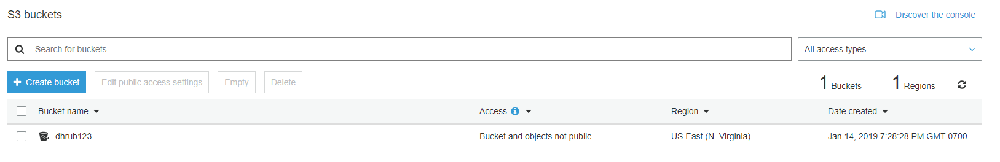 S3 buckets Discover the console
Search for buckets All access types
Create bucket Edit public access settings Empty Delete 1 Buckets 1 Regions
Bucket name Access Region Date created
dhrub123 Bucket and objects not public US East (N. Virginia) Jan 14, 2019 7:28:28 PM GMT-0700